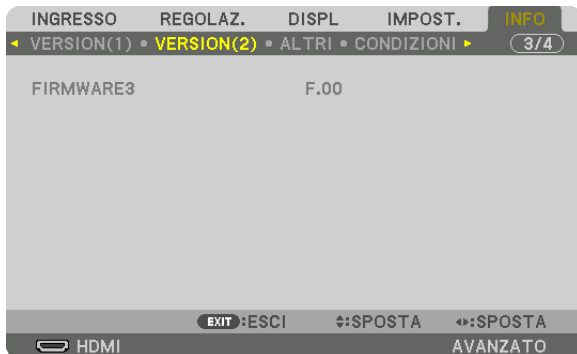 INGRESSO REGOLAZ. DISPL IMPOST. INFO
VERSION(1) • VERSION(2) • ALTRI • CONDIZIONI 3/4
FIRMWARE3 F.00
EXIT :ESCI :SPOSTA :SPOSTA
HDMI AVANZATO